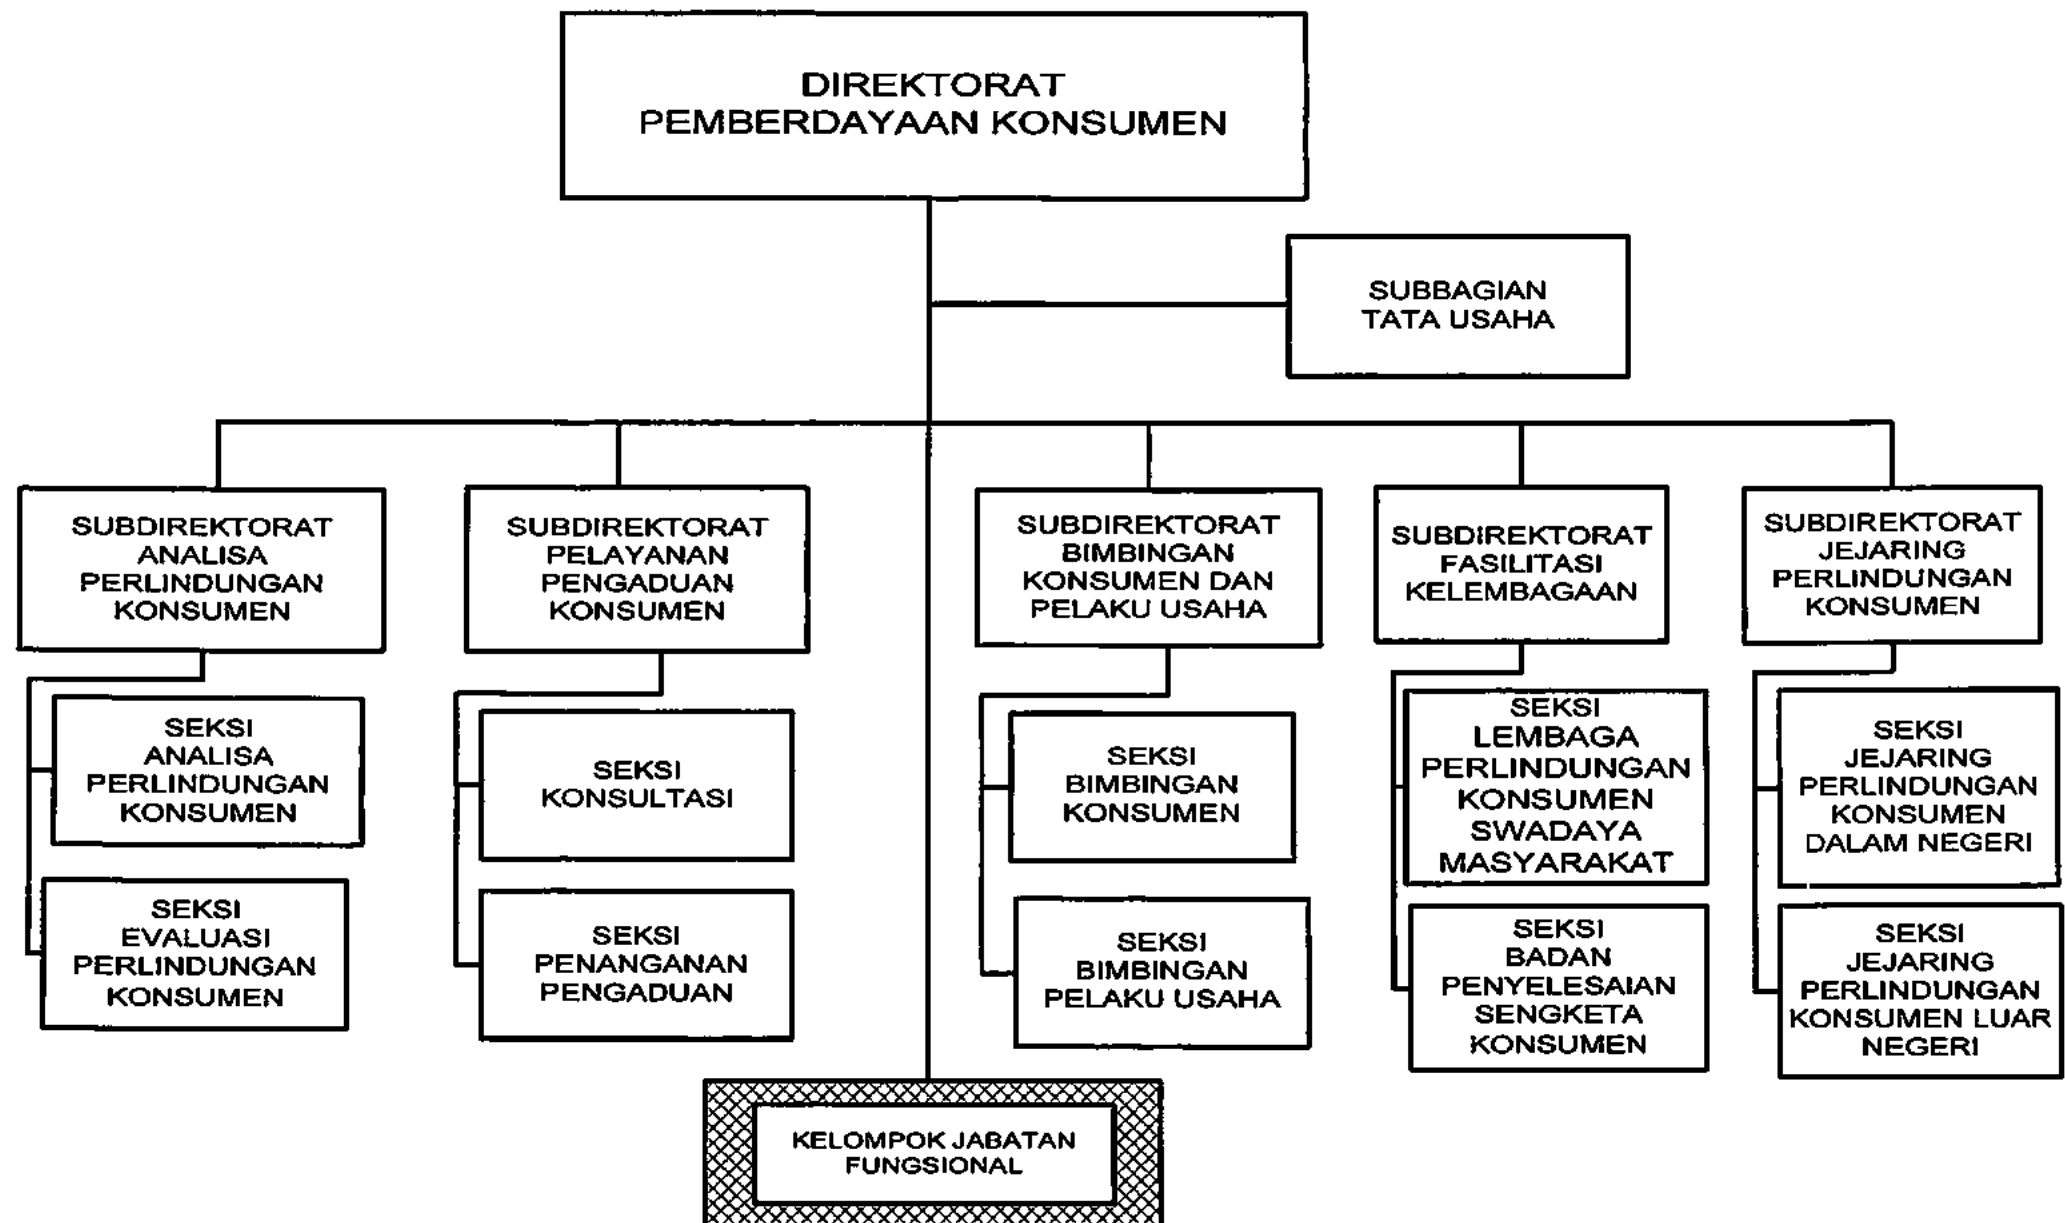 DIREKTORAT
PEMBERDAYAAN KONSUMEN
SUBBAGIAN
TATA USAHA
SUBDIREKTORAT
ANALISA
PERLINDUNGAN
KONSUMEN
SUBDIREKTORAT
PELAYANAN
PENGADUAN
KONSUMEN
SUBDIREKTORAT
BIMBINGAN
KONSUMEN DAN
PELAKU USAHA
SUBDIREKTORAT
FASILITASI
KELEMBAGAAN
SUBDIREKTORAT
JEJARING
PERLINDUNGAN
KONSUMEN
SEKSI
ANALISA
PERLINDUNGAN
KONSUMEN
SEKSI
KONSULTASI
SEKSI
BIMBINGAN
KONSUMEN
SEKSI
LEMBAGA
PERLINDUNGAN
KONSUMEN
SWADAYA
MASYARAKAT
SEKSI
JEJARING
PERLINDUNGAN
KONSUMEN
DALAM NEGERI
SEKSI
EVALUASI
PERLINDUNGAN
KONSUMEN
SEKSI
PENANGANAN
PENGADUAN
SEKSI
BIMBINGAN
PELAKU USAHA
SEKSI
BADAN
PENYELESAIAN
SENGKETA
KONSUMEN
SEKSI
JEJARING
PERLINDUNGAN
KONSUMEN LUAR
NEGERI
KELOMPOK JABATAN
FUNGSIONAL